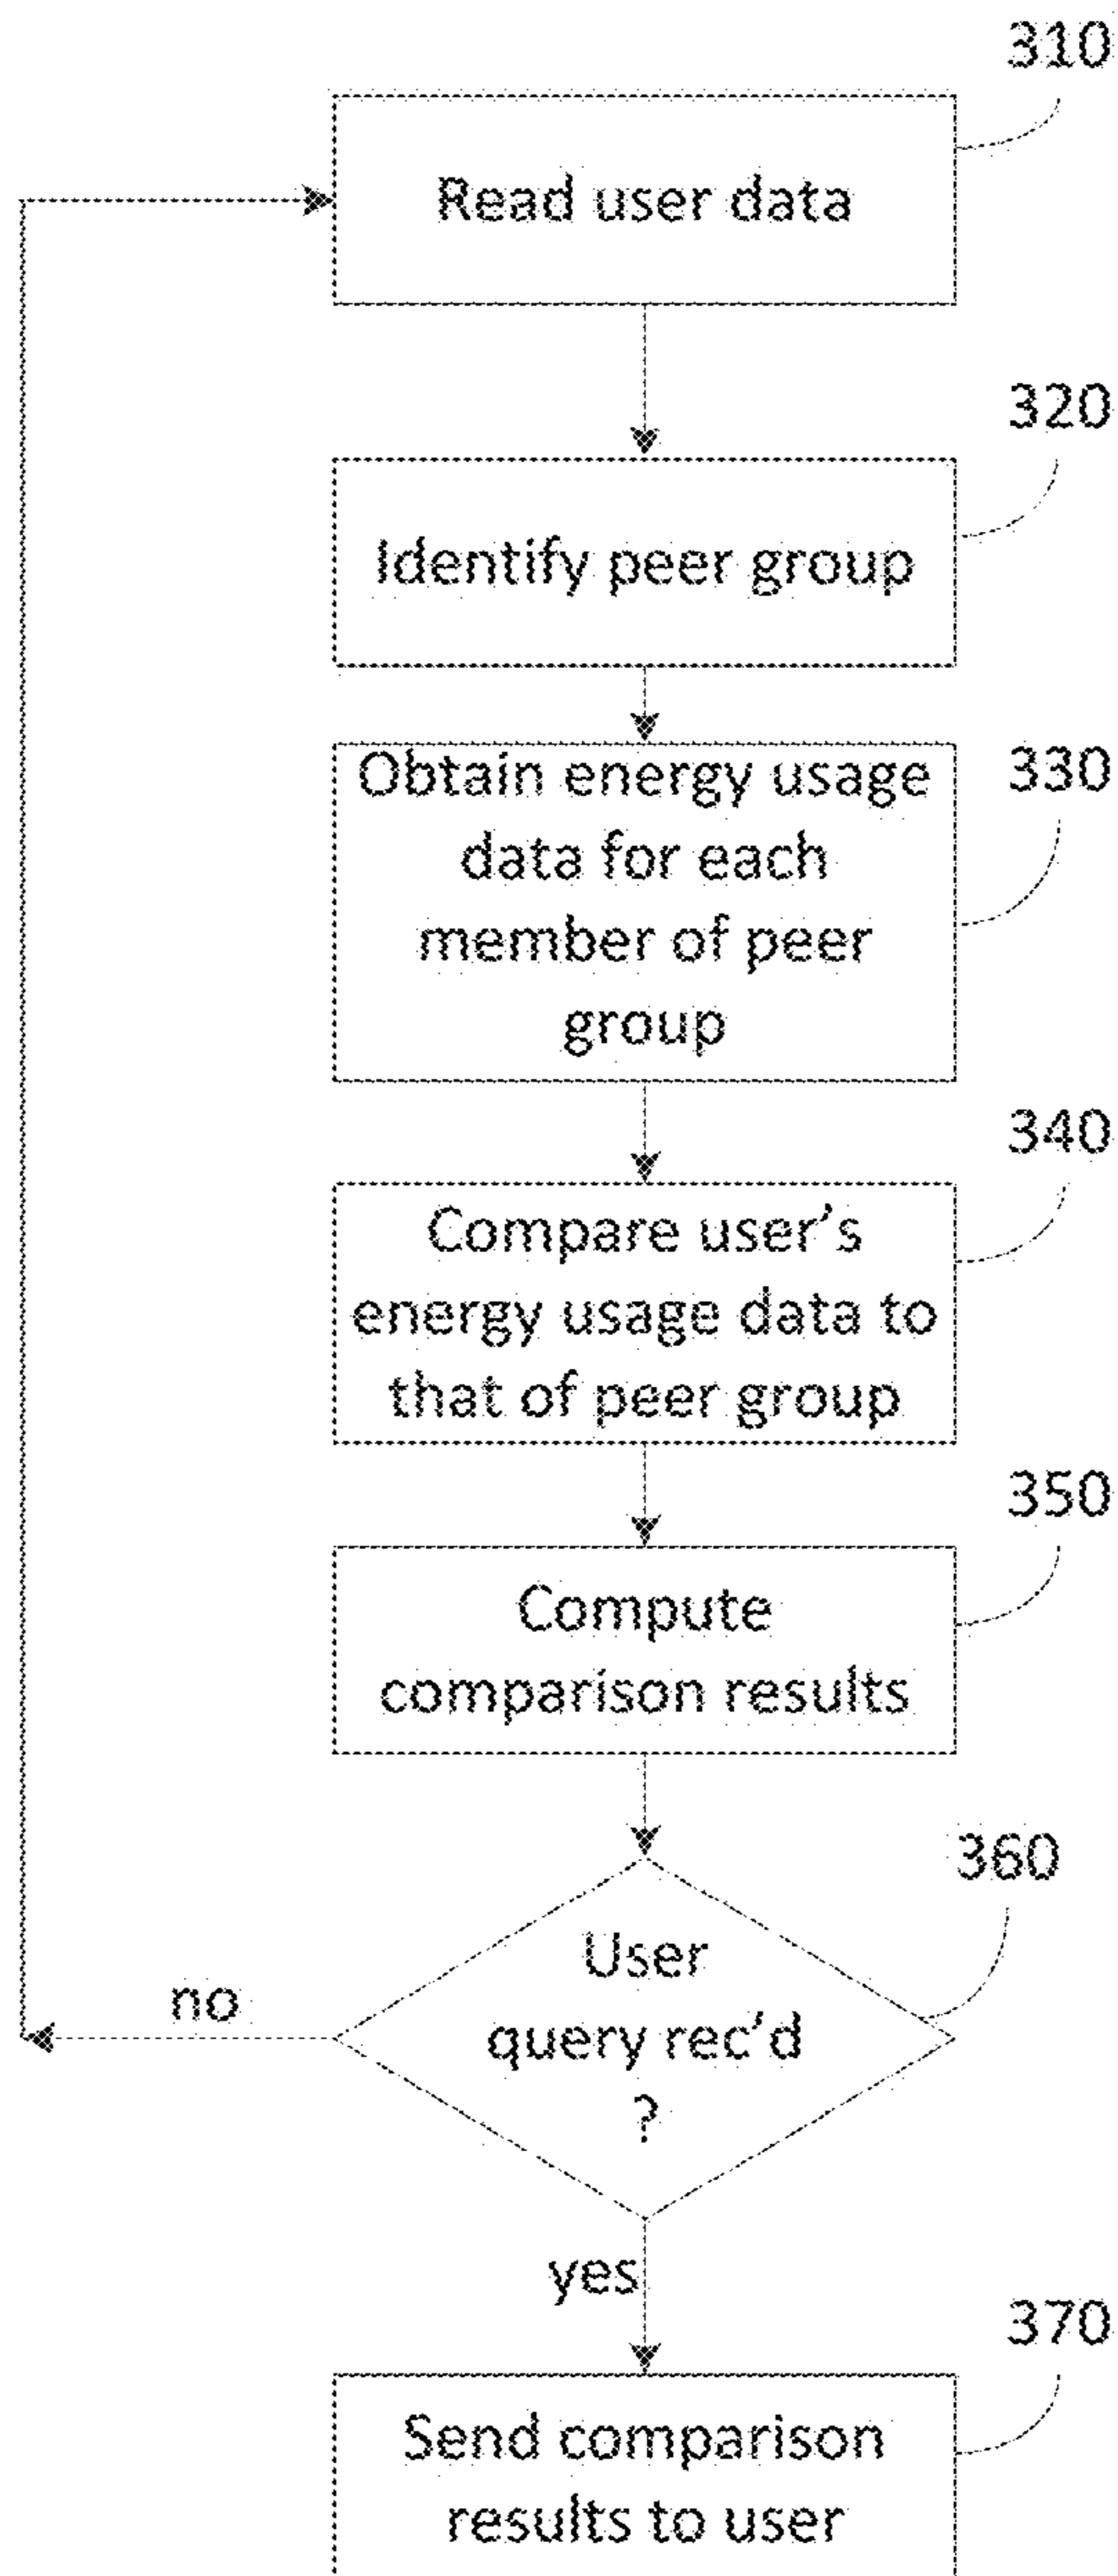 310
Read user data
320
Identify peer group
330
Obtain energy usage
data for each
member of peer
group
340
Compare user's
energy usage data to
that of peer group
350
Compute
comparison results
360
User
query rec'd
?
no
yes
370
Send comparison
results to user